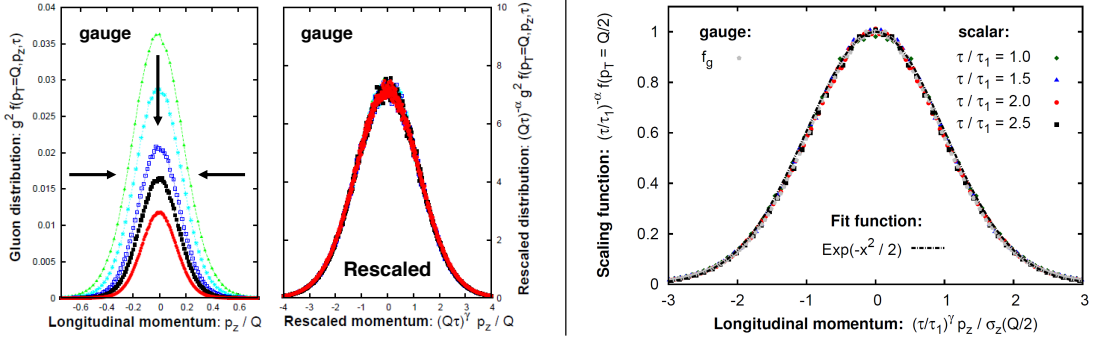 gauge
Gluon distribution: g² f(p_T=Q,p_z,τ)
0.04
0.035
0.03
0.025
0.02
0.015
0.01
0.005
0
-0.6 -0.4 -0.2 0 0.2 0.4 0.6
Longitudinal momentum: p_z / Q
gauge
Rescaled
10
8
6
4
2
0
Rescaled distribution: (Qτ)^-α g² f(p_T=Q,p_z,τ)
-4 -3 -2 -1 0 1 2 3 4
Rescaled momentum: (Qτ)^γ p_z / Q
Scaling function: (τ/τ₁)^-α f(p_T = Q/2)
1
0.8
0.6
0.4
0.2
0
gauge:
f_g
scalar:
τ / τ₁ = 1.0
τ / τ₁ = 1.5
τ / τ₁ = 2.0
τ / τ₁ = 2.5
Fit function:
Exp(-x² / 2)
-3 -2 -1 0 1 2 3
Longitudinal momentum: (τ/τ₁)^γ p_z / σ_z(Q/2)